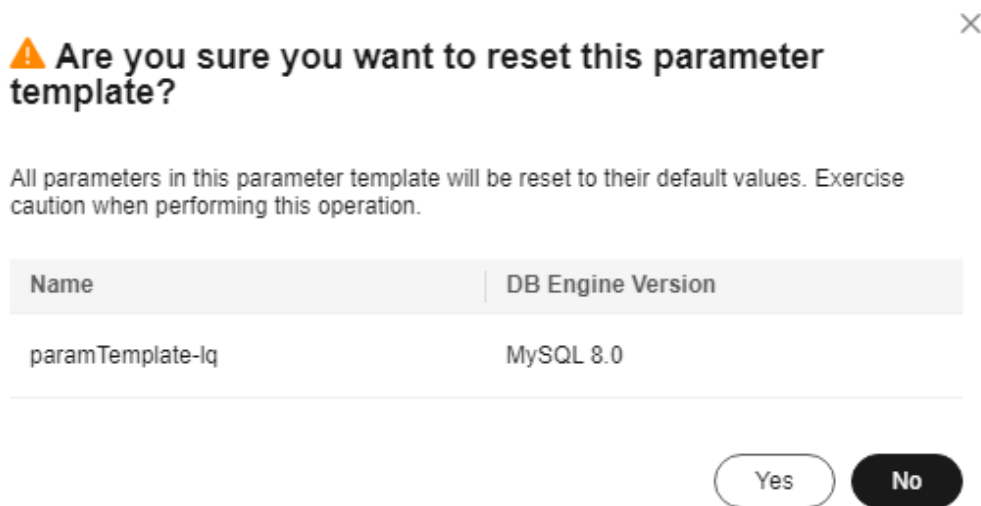 Are you sure you want to reset this parameter
template?
All parameters in this parameter template will be reset to their default values. Exercise
caution when performing this operation.
Name DB Engine Version
paramTemplate-lq MySQL 8.0
Yes No